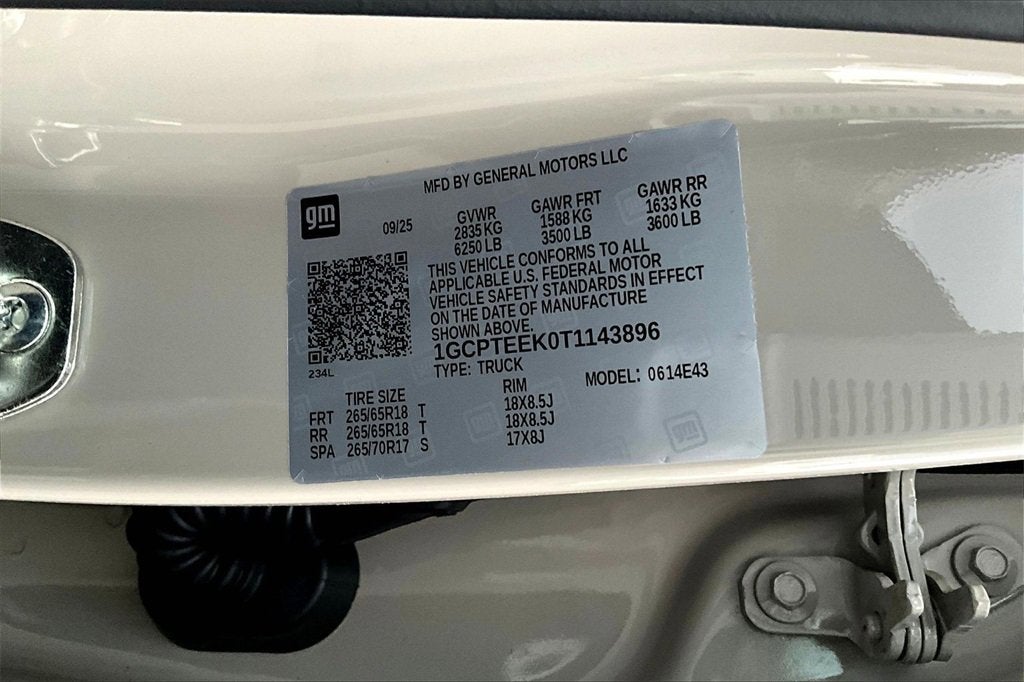 MFD BY GENERAL MOTORS LLC
gm
09/25
GVWR GAWR FRT GAWR RR
2835 KG 1588 KG 1633 KG
6250 LB 3500 LB 3600 LB
THIS VEHICLE CONFORMS TO ALL
APPLICABLE U.S. FEDERAL MOTOR
VEHICLE SAFETY STANDARDS IN EFFECT
ON THE DATE OF MANUFACTURE
SHOWN ABOVE.
1GCPTEEK0T1143896
234L
TYPE: TRUCK MODEL: 0614E43
TIRE SIZE RIM
FRT 265/65R18 T 18X8.5J
RR 265/65R18 T 18X8.5J
SPA 265/70R17 S 17X8J
gm